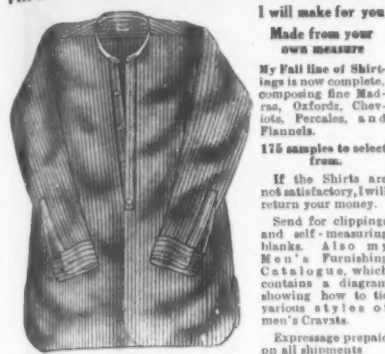 I will make for you
Made from your
own measure
My Fall line of Shirt-
ings is now complete,
composing fine Mad-
ras, Oxfords, Chev-
iots, Percales, and
Flannels.
175 samples to select
from.
If the Shirts are
not satisfactory, I will
return your money.
Send for clippings
and self-measuring
blanks. Also my
Men's Furnishing
Catalogue, which
contains a diagram
showing how to tie
various styles of
men's Cravats.
Expressage prepaid
on all shipments